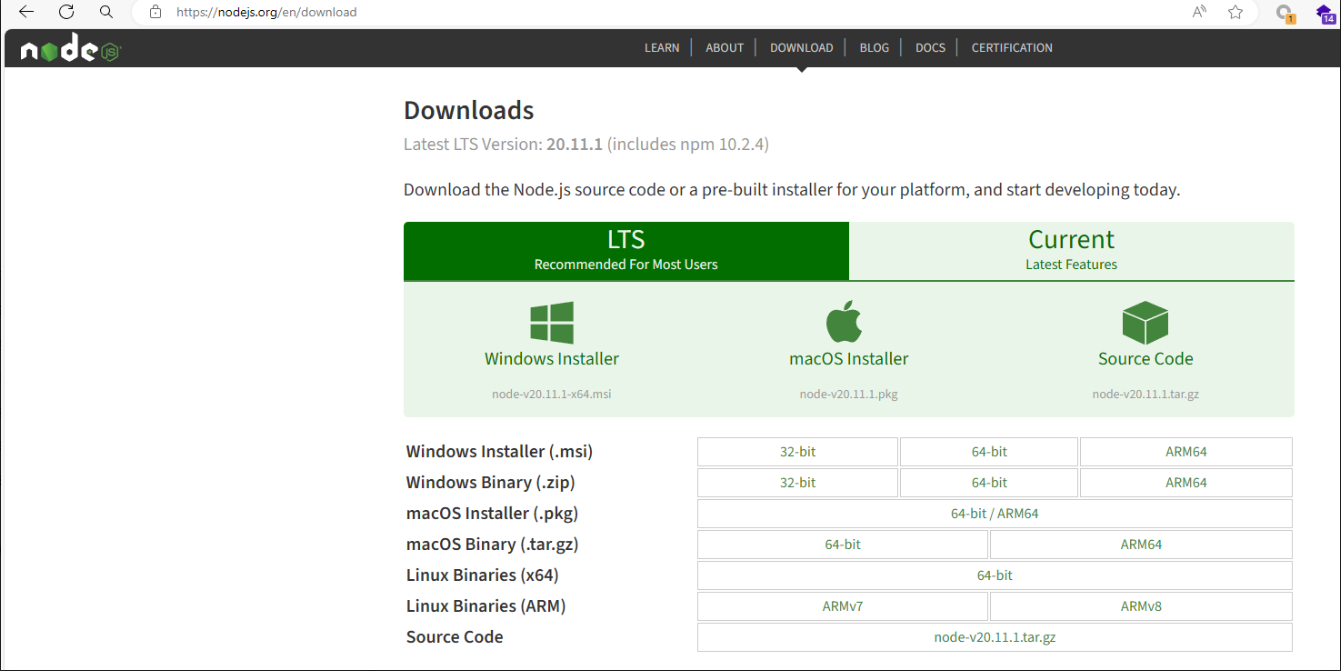 https://nodejs.org/en/download
A))
1
14
node JS
LEARN ABOUT DOWNLOAD BLOG DOCS CERTIFICATION
Downloads
Latest LTS Version: 20.11.1 (includes npm 10.2.4)
Download the Node.js source code or a pre-built installer for your platform, and start developing today.
LTS
Recommended For Most Users
Current
Latest Features
Windows Installer
node-v20.11.1-x64.msi
macOS Installer
node-v20.11.1.pkg
Source Code
node-v20.11.1.tar.gz
Windows Installer (.msi) 32-bit 64-bit ARM64
Windows Binary (.zip) 32-bit 64-bit ARM64
macOS Installer (.pkg) 64-bit / ARM64
macOS Binary (.tar.gz) 64-bit ARM64
Linux Binaries (x64) 64-bit
Linux Binaries (ARM) ARMv7 ARMv8
Source Code node-v20.11.1.tar.gz